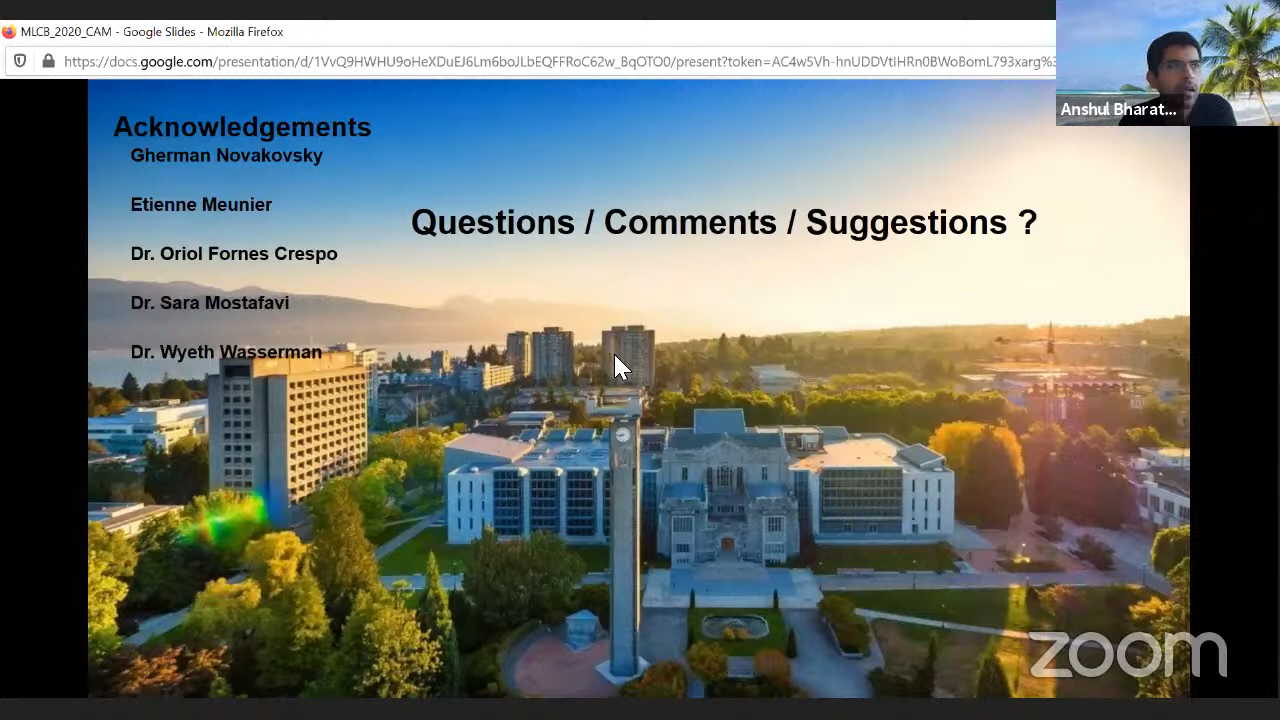 MLCB_2020_CAM - Google Slides - Mozilla Firefox
https://docs.google.com/presentation/d/1VvQ9HWHU9oHeXDuEJ6Lm6boJLbEQFFRoC62w_BqOTO0/present?token=AC4w5Vh-hnUDDVtIHRn0BWoBomL793xarg%3
Anshul Bharat...
Acknowledgements
Gherman Novakovsky
Etienne Meunier
Questions / Comments / Suggestions ?
Dr. Oriol Fornes Crespo
Dr. Sara Mostafavi
Dr. Wyeth Wasserman
zoom